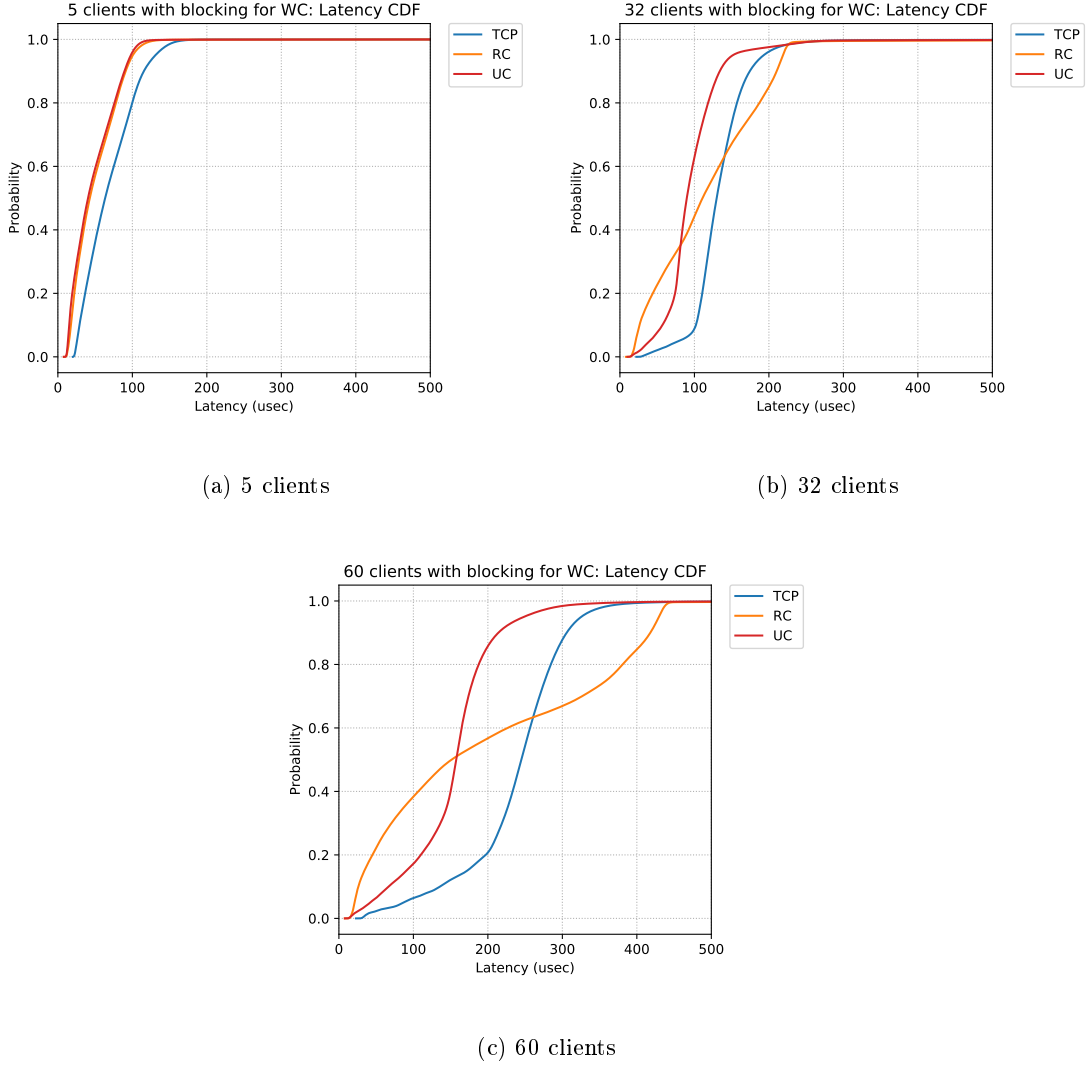 5 clients with blocking for WC: Latency CDF
1.0
0.8
0.6
0.4
0.2
0.0
Probability
0 100 200 300 400 500
Latency (usec)
TCP
RC
UC
(a) 5 clients
32 clients with blocking for WC: Latency CDF
1.0
0.8
0.6
0.4
0.2
0.0
Probability
0 100 200 300 400 500
Latency (usec)
TCP
RC
UC
(b) 32 clients
60 clients with blocking for WC: Latency CDF
1.0
0.8
0.6
0.4
0.2
0.0
Probability
0 100 200 300 400 500
Latency (usec)
TCP
RC
UC
(c) 60 clients